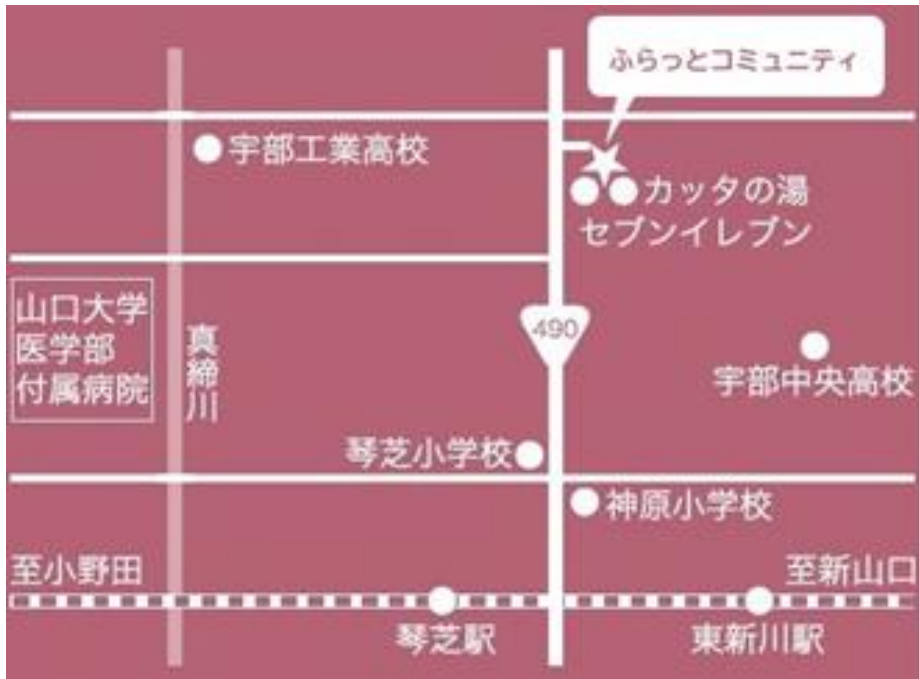 ふらっとコミュニティ
宇部工業高校
カッタの湯
セブンイレブン
山口大学
医学部
付属病院
真締川
490
宇部中央高校
琴芝小学校
神原小学校
至小野田
至新山口
琴芝駅
東新川駅